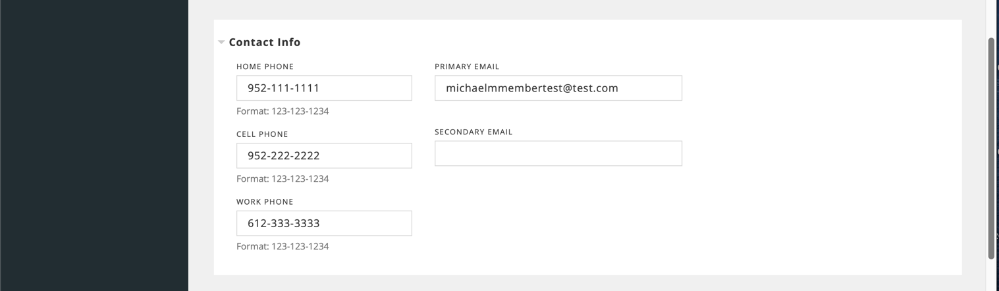 Contact Info
HOME PHONE
952-111-1111
Format: 123-123-1234
CELL PHONE
952-222-2222
Format: 123-123-1234
WORK PHONE
612-333-3333
Format: 123-123-1234
PRIMARY EMAIL
michaelmmembertest@test.com
SECONDARY EMAIL